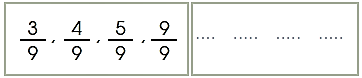 3/9 , 4/9 , 5/9 , 9/9 .... ..... ..... .....